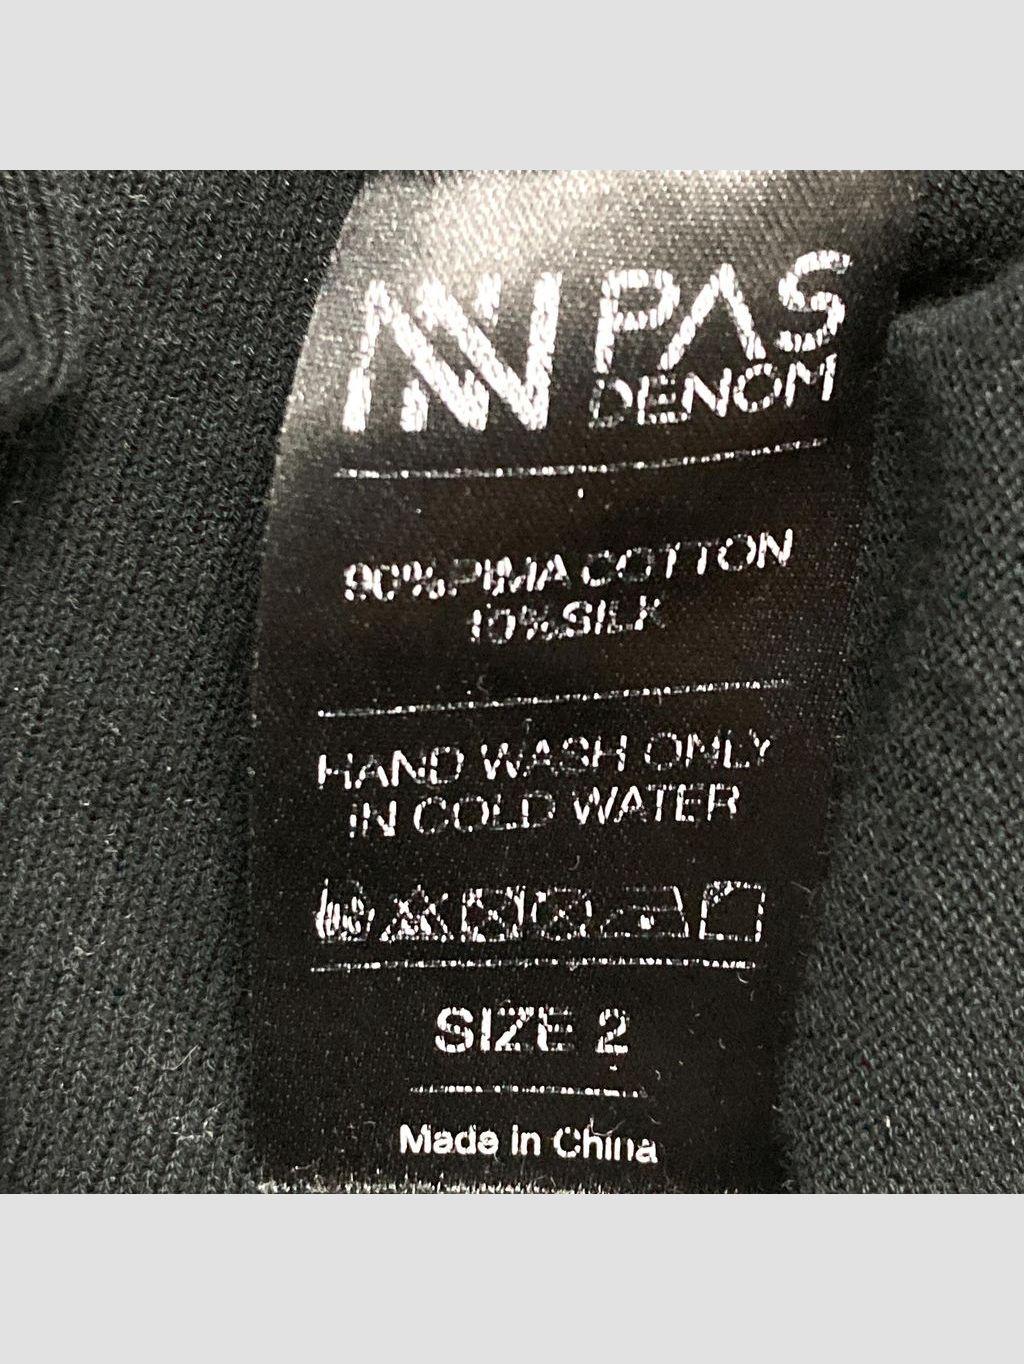 PAS
DENOM
90%PIMA COTTON
10%SILK
HAND WASH ONLY
IN COLD WATER
SIZE 2
Made in China